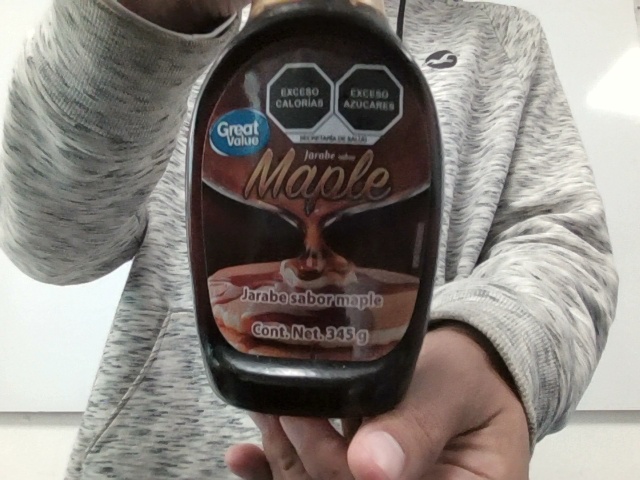 EXCESO
CALORÍAS
EXCESO
AZÚCARES
SECRETARÍA DE SALUD
Great
Value
Jarabe sabor
Maple
Jarabe sabor maple
Cont. Net. 345 g